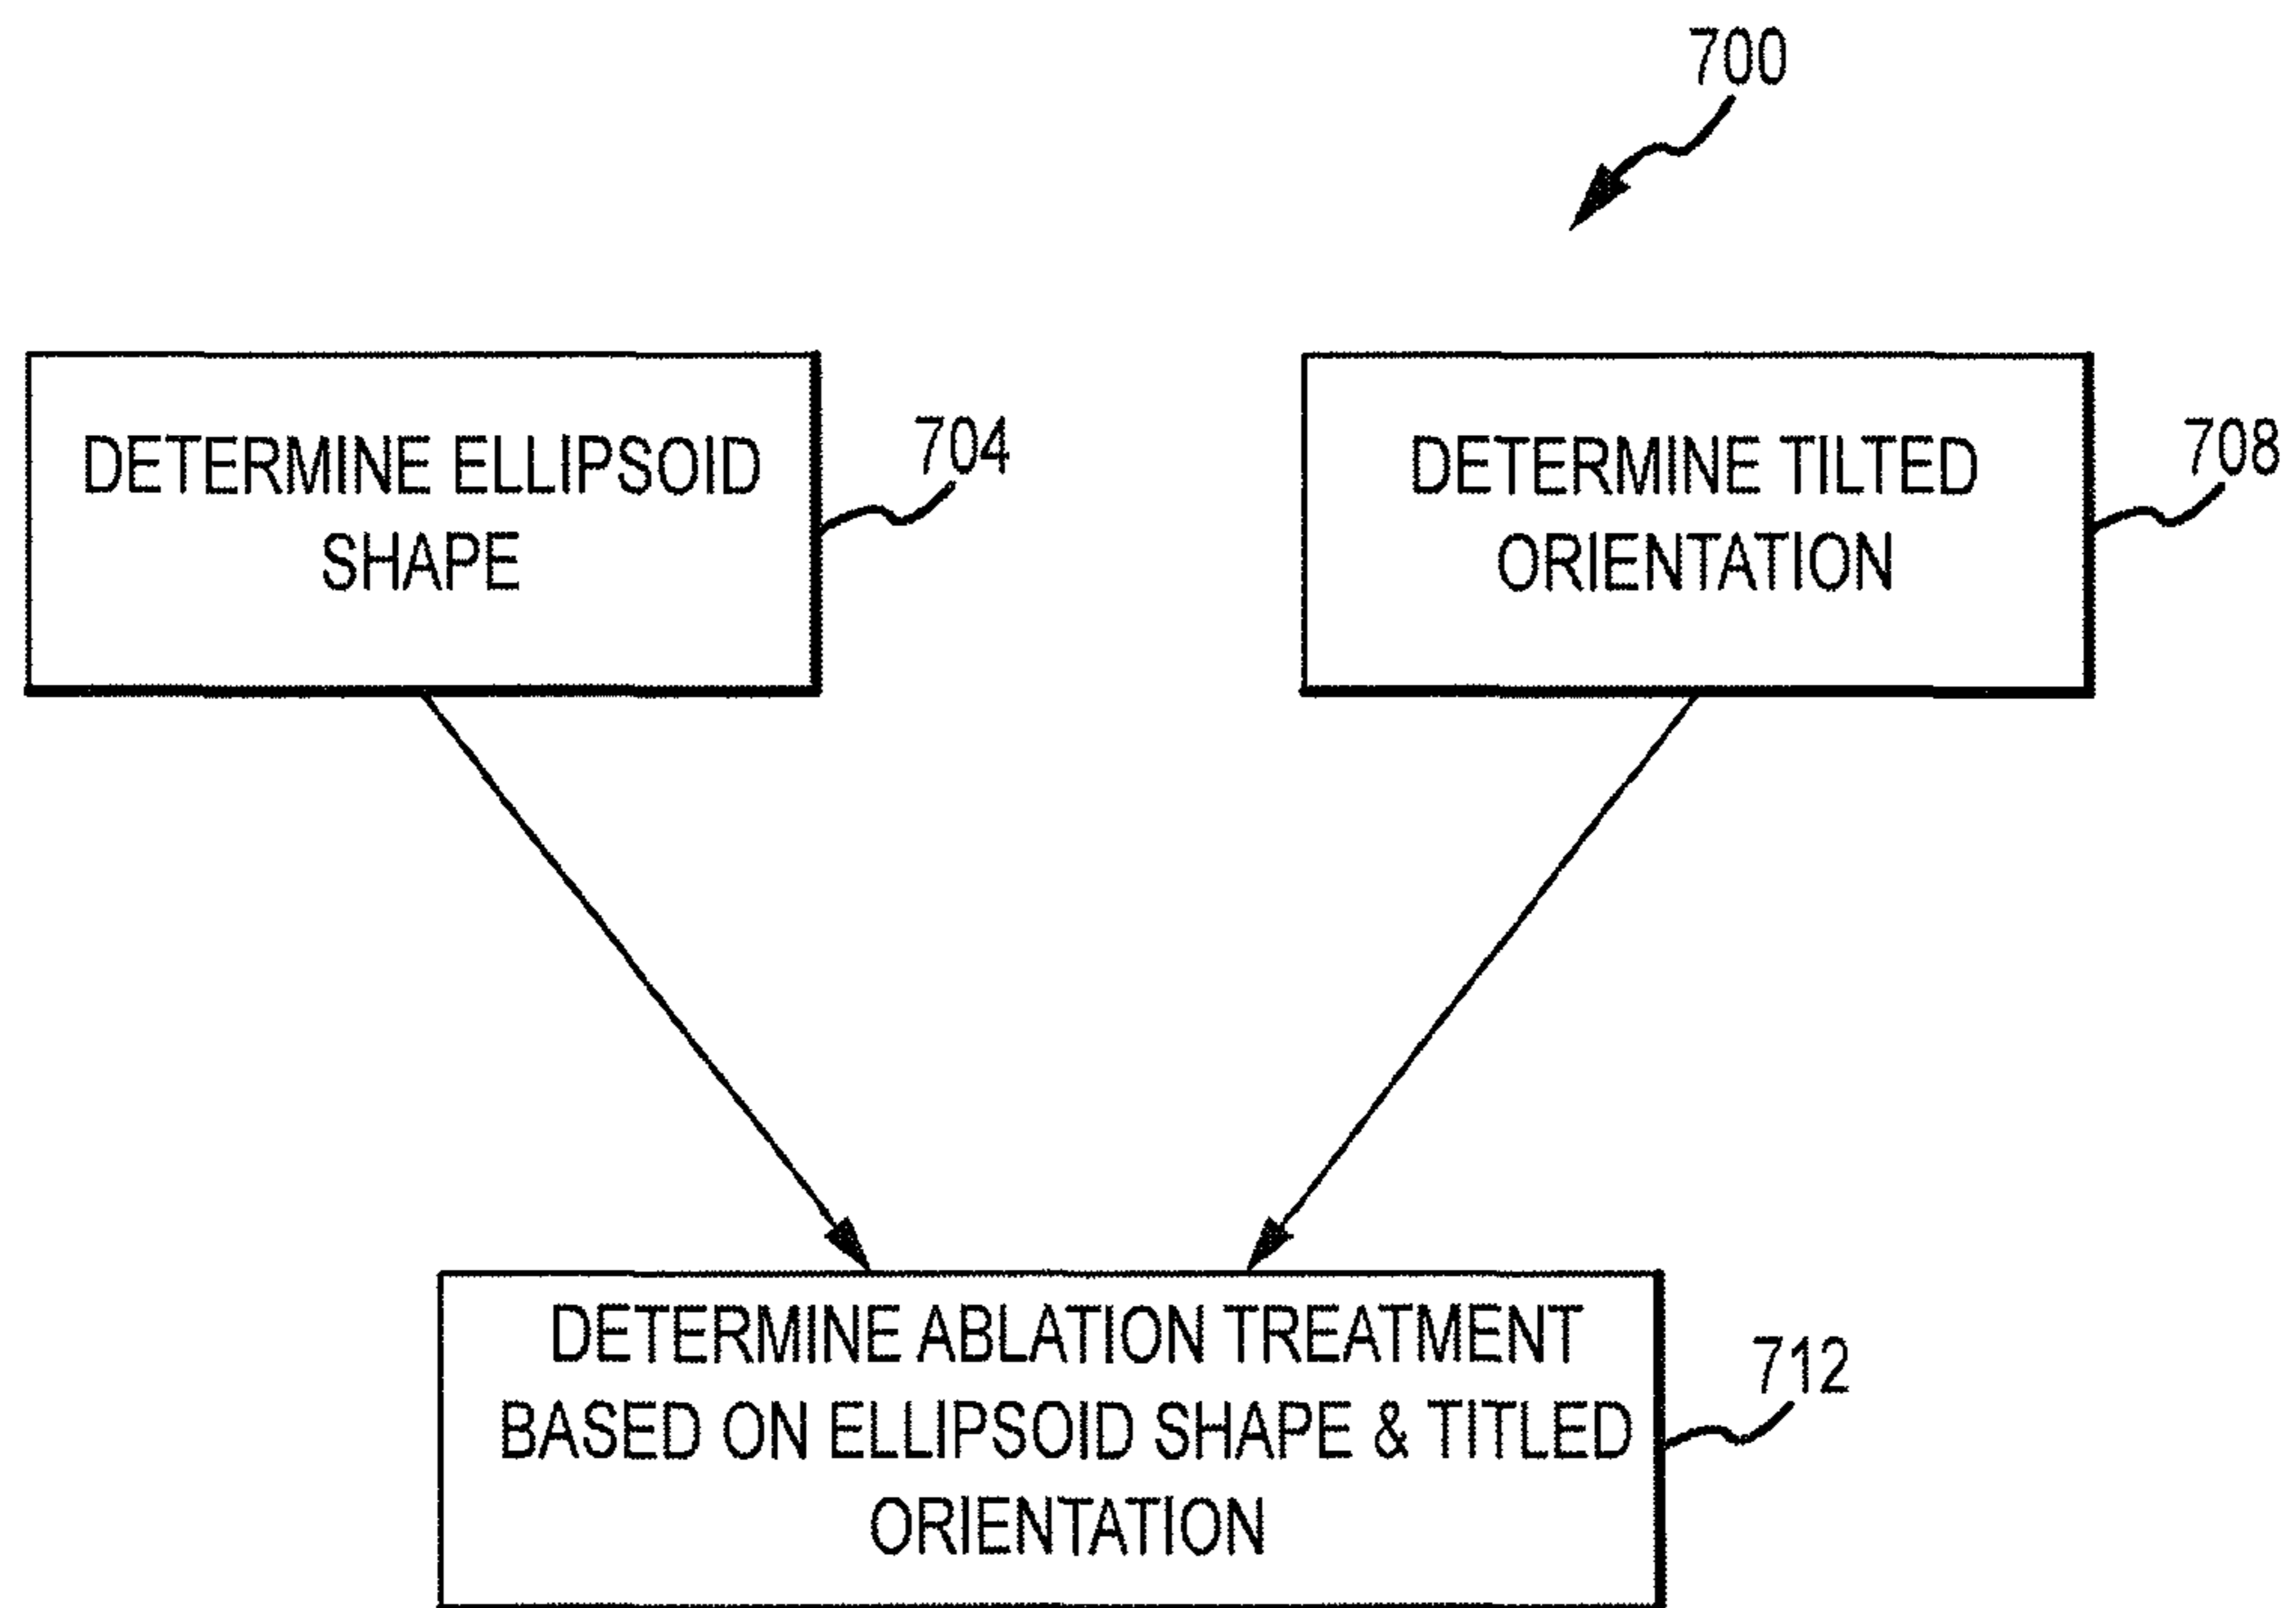 700
DETERMINE ELLIPSOID
SHAPE
704
DETERMINE TILTED
ORIENTATION
708
DETERMINE ABLATION TREATMENT
BASED ON ELLIPSOID SHAPE & TITLED
ORIENTATION
712